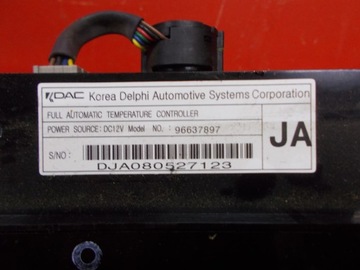 KDAC Korea Delphi Automotive Systems Corporation
FULL AUTOMATIC TEMPERATURE CONTROLLER
POWER SOURCE: DC12V Model NO. : 96637897
JA
S/NO :
DJA080527123